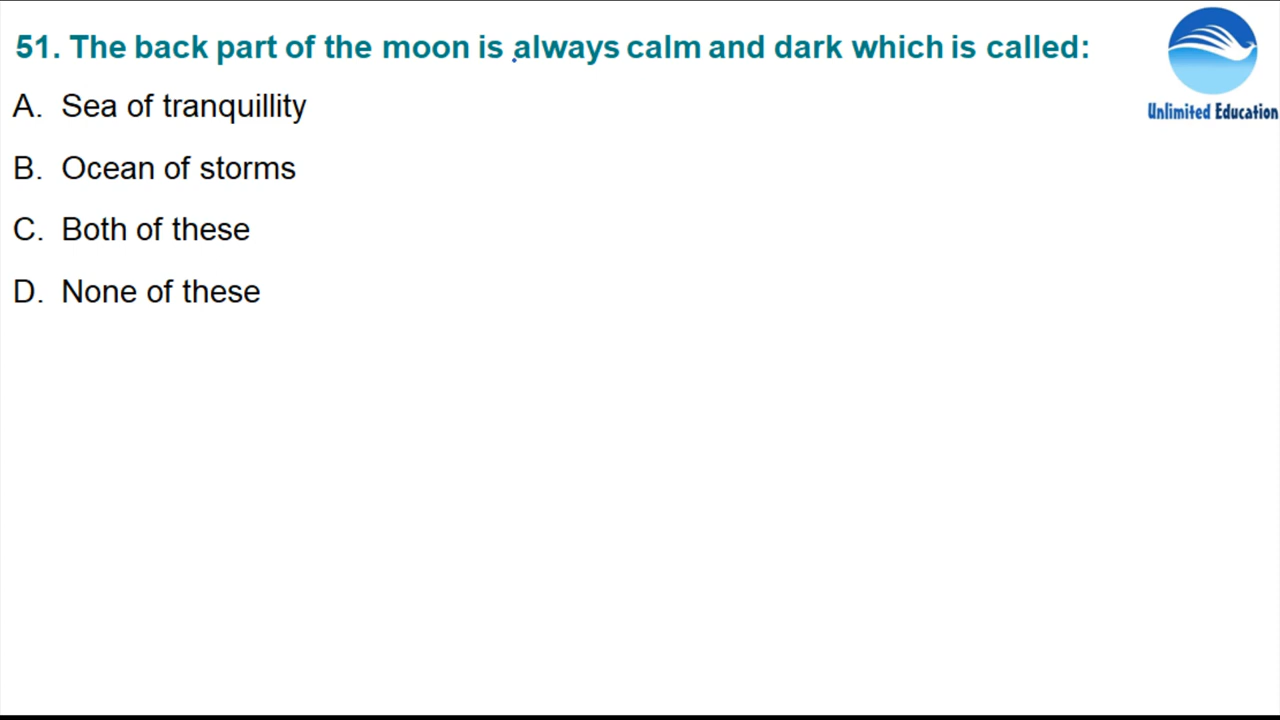 51. The back part of the moon is always calm and dark which is called:
A. Sea of tranquillity
B. Ocean of storms
C. Both of these
D. None of these
Unlimited Education